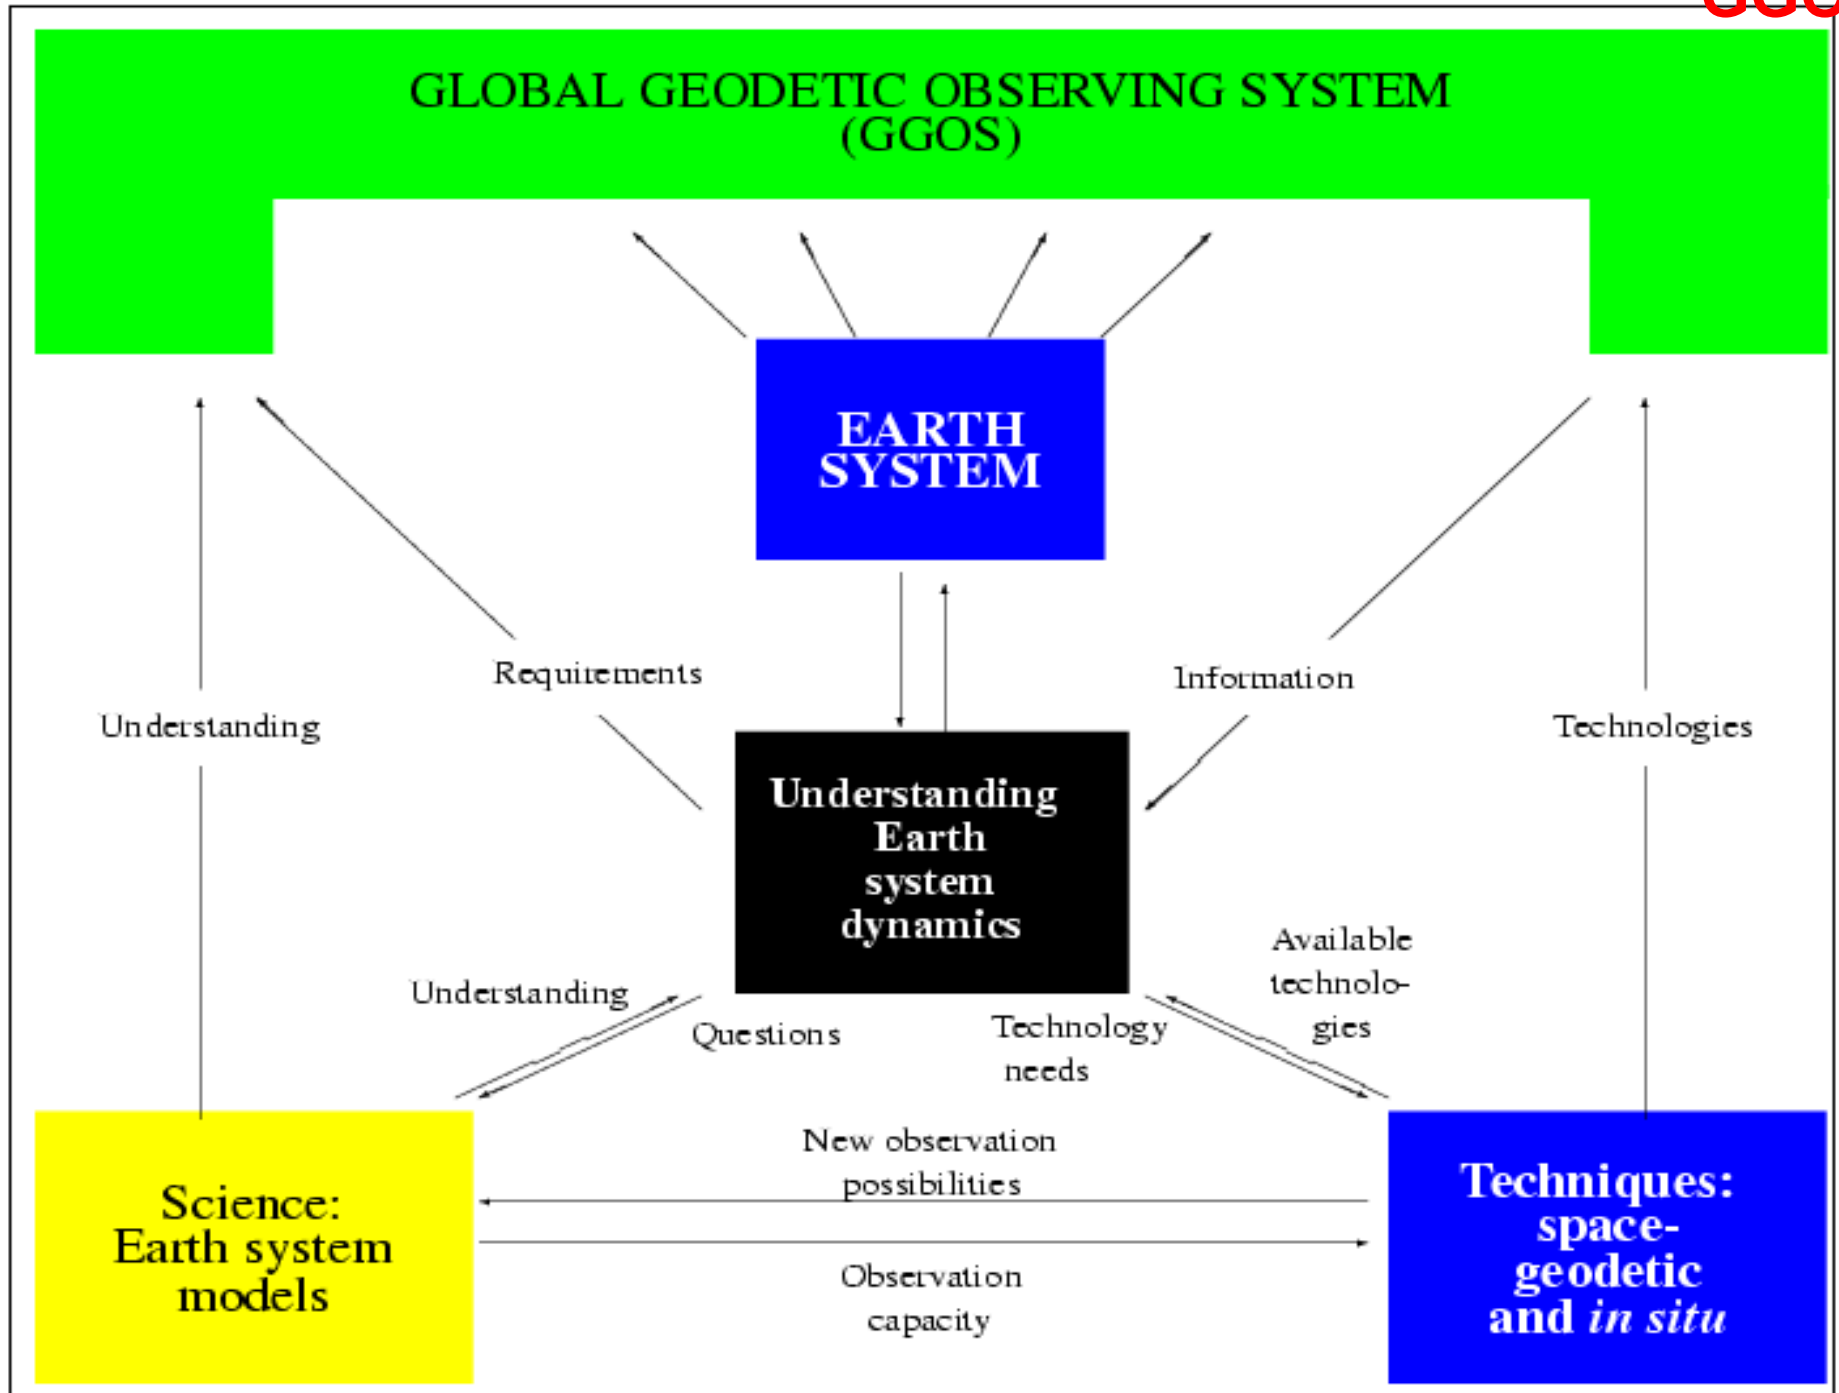 GLOBAL GEODETIC OBSERVING SYSTEM
(GGOS)
EARTH
SYSTEM
Requirements
Information
Understanding
Technologies
Understanding
Earth
system
dynamics
Available
technolo-
gies
Understanding
Questions
Technology
needs
New observation
possibilities
Science:
Earth system
models
Techniques:
space-
geodetic
and in situ
Observation
capacity